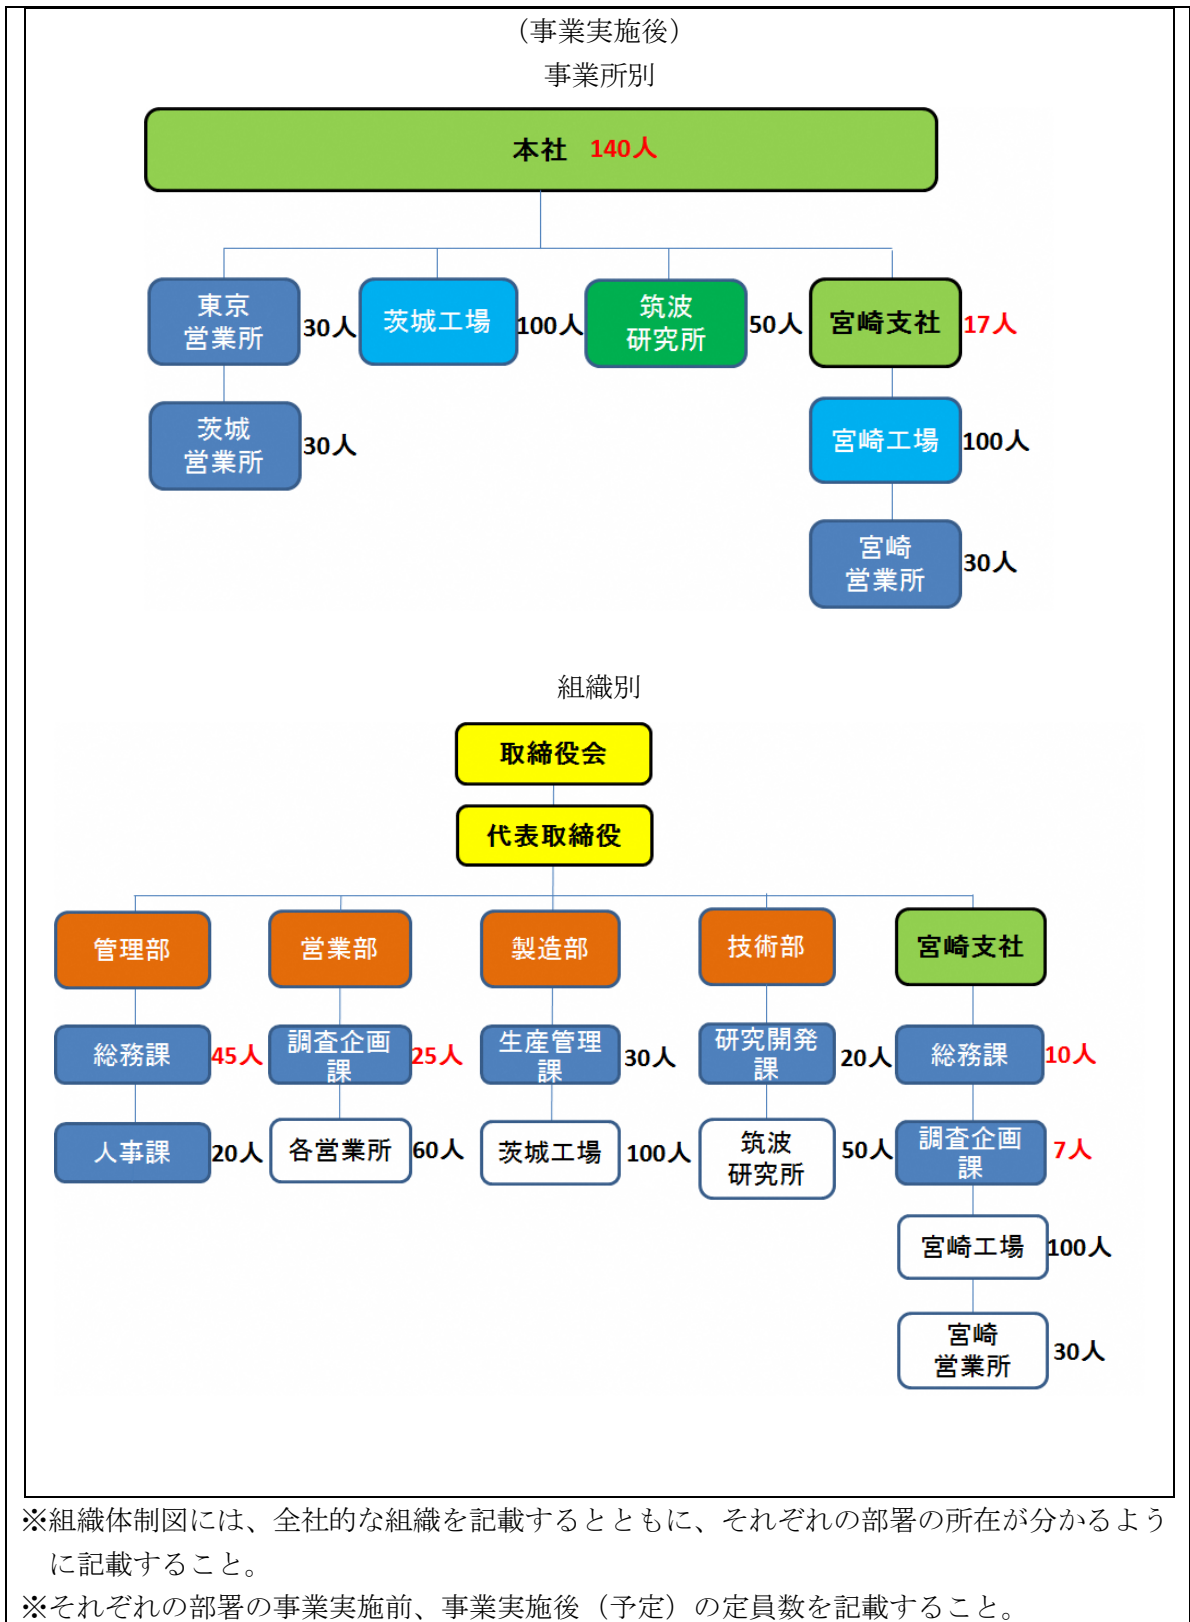 （事業実施後）
事業所別
本社 140人
東京
営業所
30人
茨城工場
100人
筑波
研究所
50人
宮崎支社
17人
茨城
営業所
30人
宮崎工場
100人
宮崎
営業所
30人
組織別
取締役会
代表取締役
管理部
営業部
製造部
技術部
宮崎支社
総務課
45人
調査企画
課
25人
生産管理
課
30人
研究開発
課
20人
総務課
10人
人事課
20人
各営業所
60人
茨城工場
100人
筑波
研究所
50人
調査企画
課
7人
宮崎工場
100人
宮崎
営業所
30人
※組織体制図には、全社的な組織を記載するとともに、それぞれの部署の所在が分かるよう
に記載すること。
※それぞれの部署の事業実施前、事業実施後（予定）の定員数を記載すること。